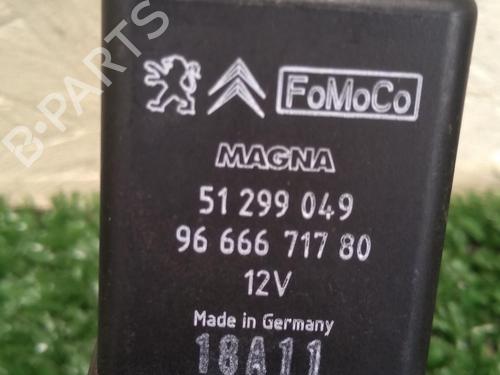 FoMoCo
MAGNA
51 299 049
96 666 717 80
12V
Made in Germany
18A11
B-PARTS